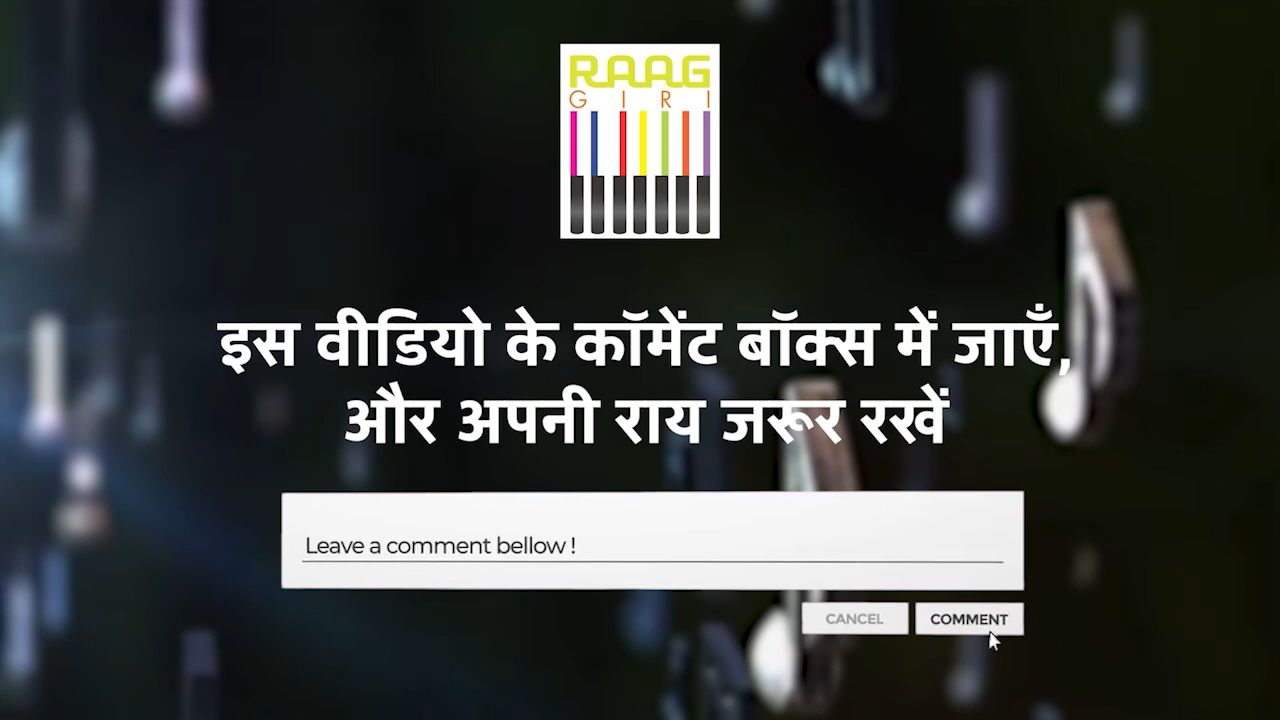 RAAG
GIRI
इस वीडियो के कॉमेंट बॉक्स में जाएँ,
और अपनी राय जरूर रखें
Leave a comment bellow !
CANCEL
COMMENT